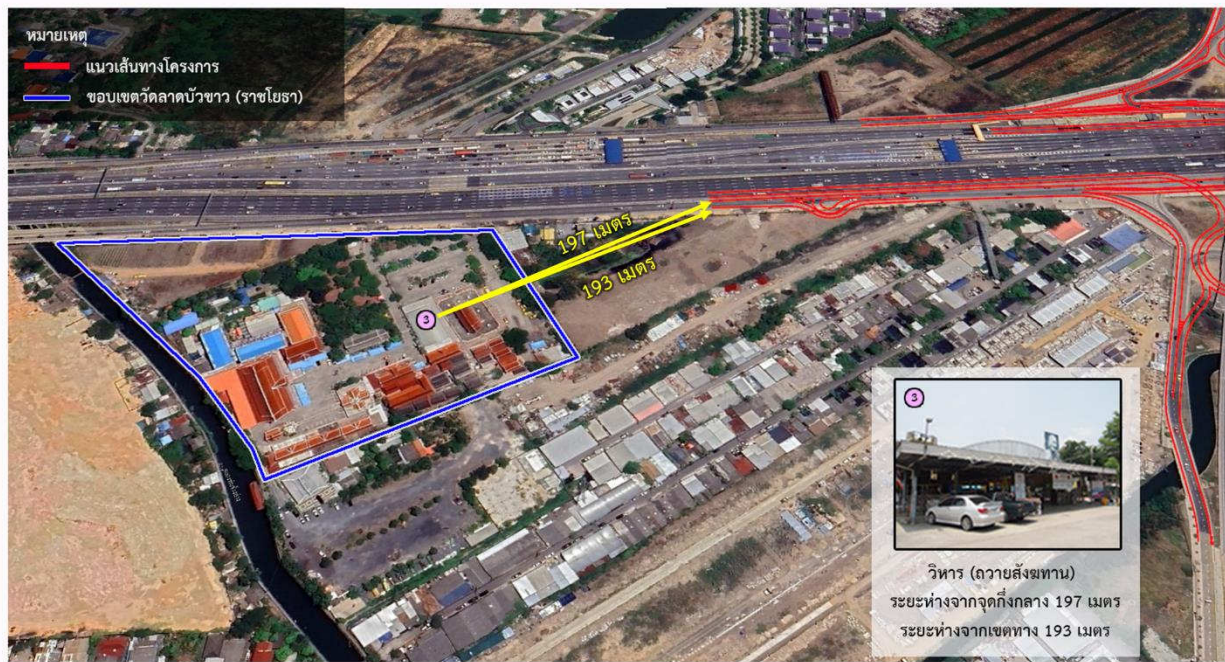 หมายเหตุ
แนวเส้นทางโครงการ
ขอบเขตวัดลาดบัวขาว (ราชโยธา)
197 เมตร
193 เมตร
3
3
วิหาร (ถวายสังฆทาน)
ระยะห่างจากจุดกึ่งกลาง 197 เมตร
ระยะห่างจากเขตทาง 193 เมตร